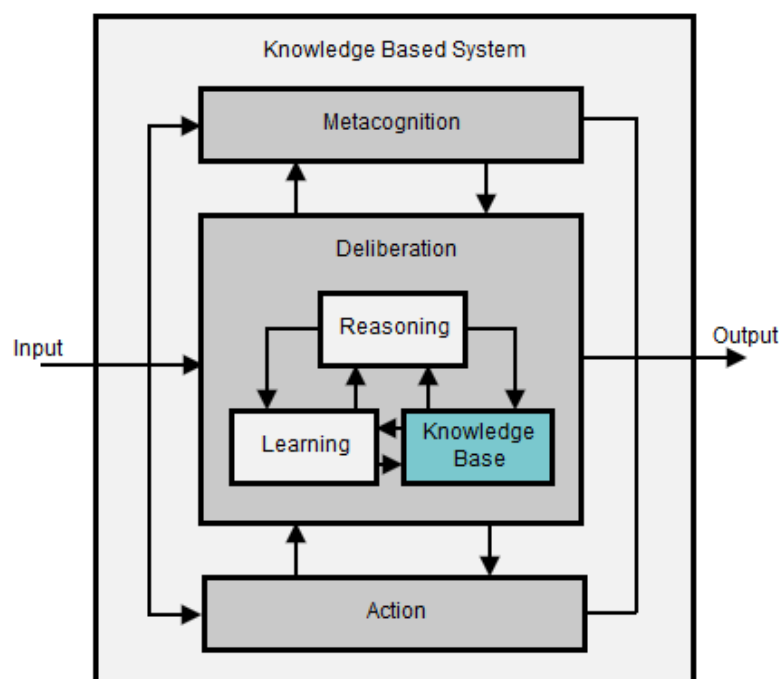 Knowledge Based System
Metacognition
Deliberation
Reasoning
Input
Output
Learning
Knowledge
Base
Action